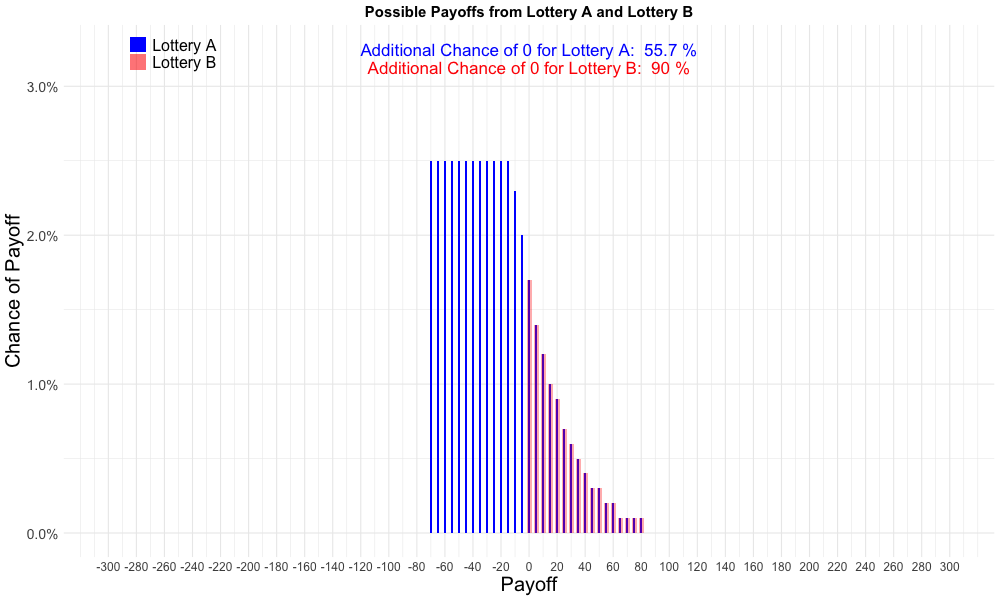 Possible Payoffs from Lottery A and Lottery B
Lottery A
Lottery B
Additional Chance of 0 for Lottery A: 55.7 %
Additional Chance of 0 for Lottery B: 90 %
3.0%
2.0%
1.0%
0.0%
Chance of Payoff
-300 -280 -260 -240 -220 -200 -180 -160 -140 -120 -100 -80 -60 -40 -20 0 20 40 60 80 100 120 140 160 180 200 220 240 260 280 300
Payoff